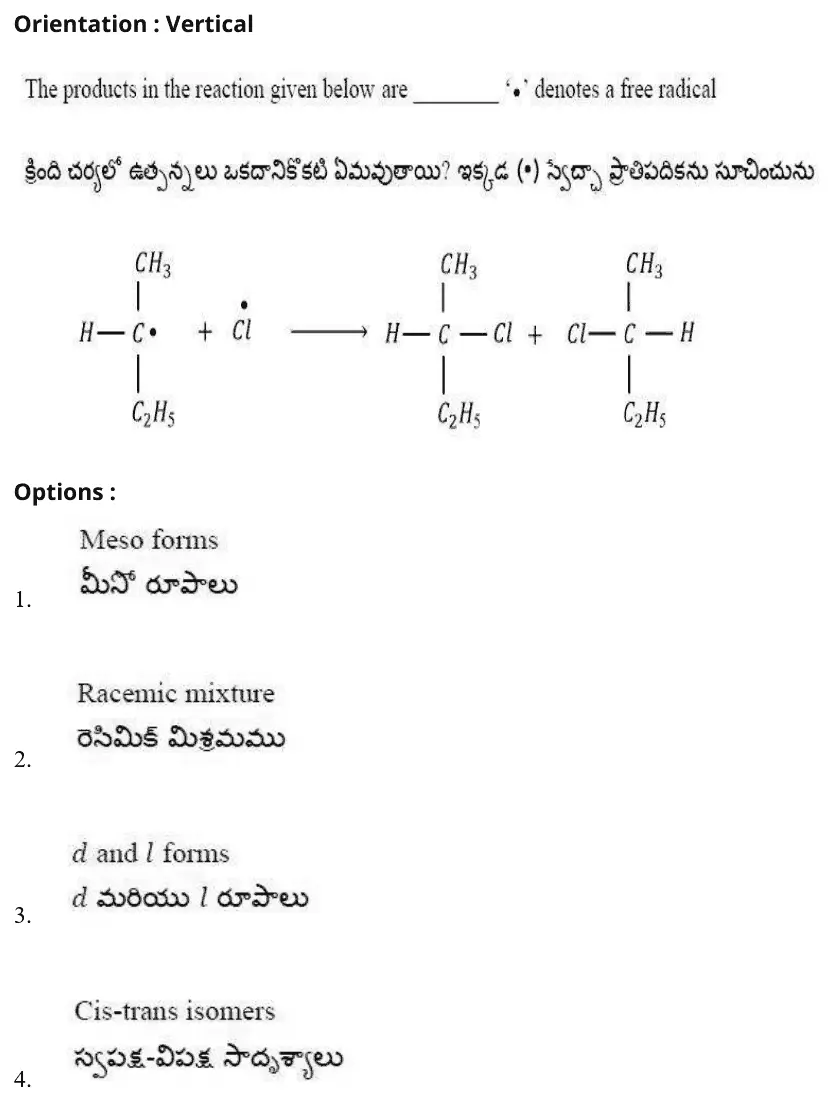 Orientation : Vertical
The products in the reaction given below are ________ ‘•’ denotes a free radical
క్రింది చర్యలో ఉత్పన్నలు ఒకదానికొకటి ఏమవుతాయి? ఇక్కడ (•) స్వేచ్ఛా ప్రాతిపదికను సూచించును
CH₃ CH₃ CH₃
H— C• + Cl• ⟶ H— C —Cl + Cl— C —H
C₂H₅ C₂H₅ C₂H₅
Options :
Meso forms
1. మీసో రూపాలు
Racemic mixture
2. రెసిమిక్ మిశ్రమము
d and l forms
3. d మరియు l రూపాలు
Cis-trans isomers
4. స్వపక్ష-విపక్ష సాదృశ్యాలు